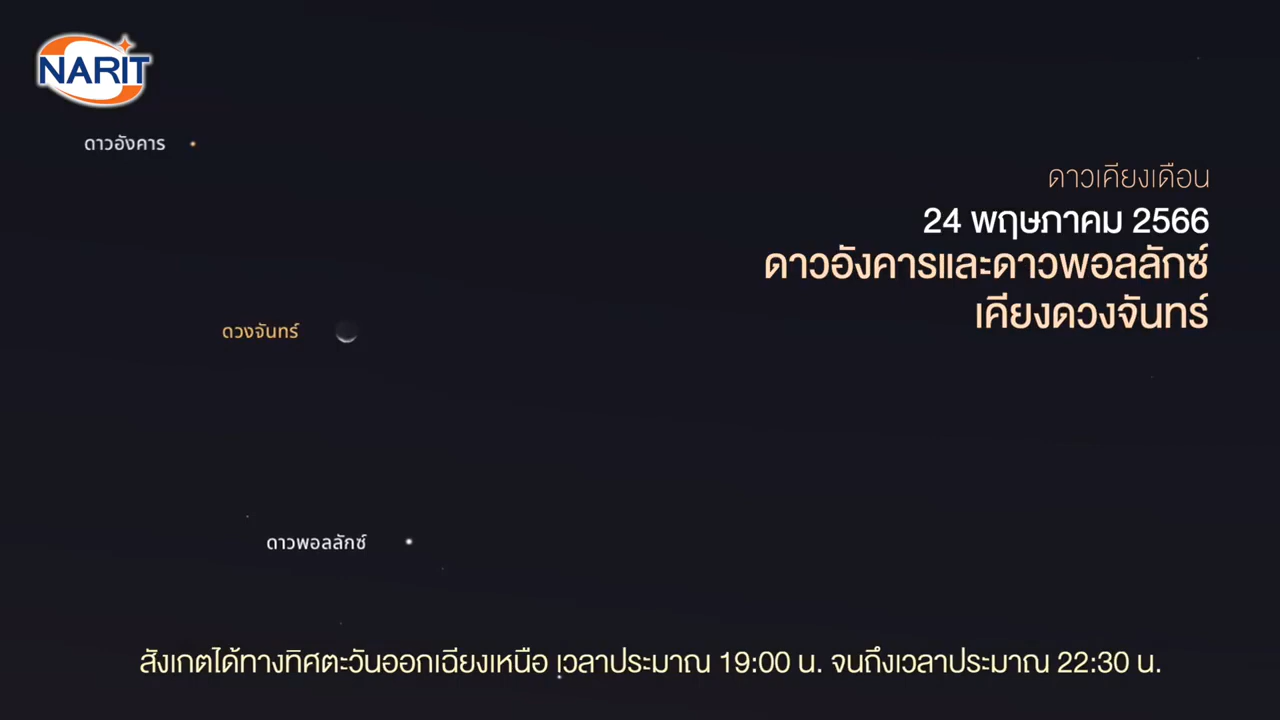 NARIT
ดาวอังคาร
ดาวเคียงเดือน
24 พฤษภาคม 2566
ดาวอังคารและดาวพอลลักซ์
เคียงดวงจันทร์
ดวงจันทร์
ดาวพอลลักซ์
สังเกตได้ทางทิศตะวันออกเฉียงเหนือ เวลาประมาณ 19:00 น. จนถึงเวลาประมาณ 22:30 น.